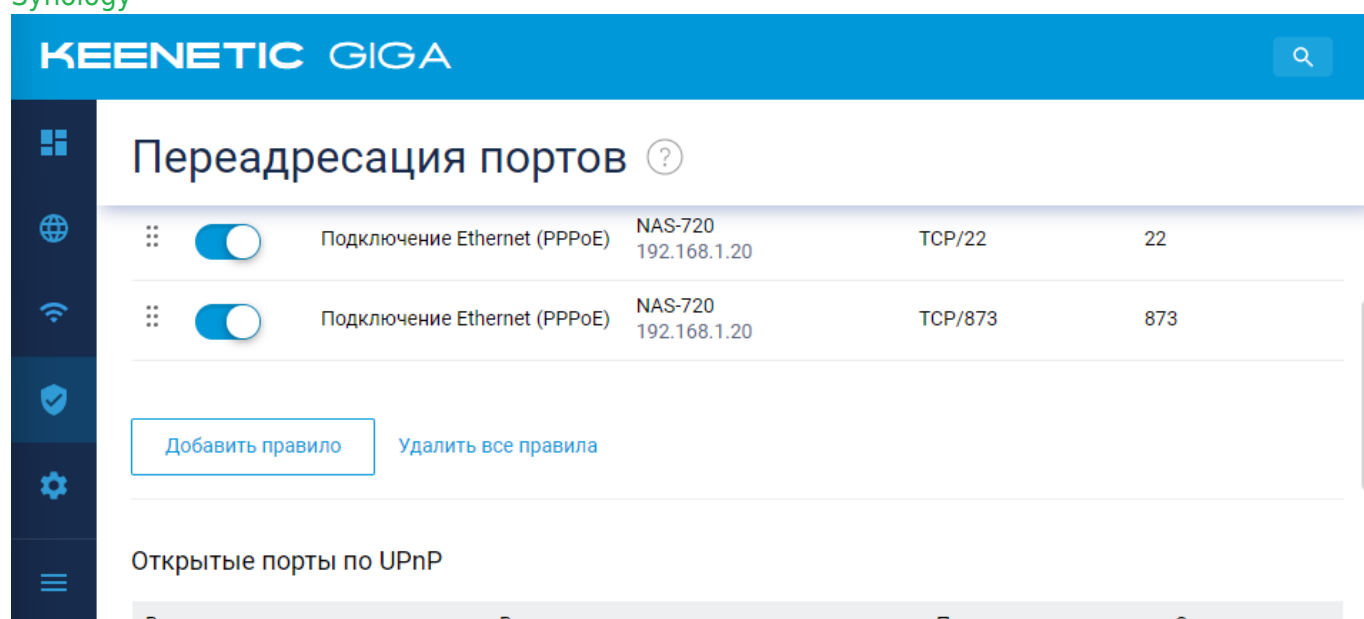 Synology
KEENETIC GIGA
Переадресация портов ?
Подключение Ethernet (PPPoE) NAS-720 TCP/22 22
192.168.1.20
Подключение Ethernet (PPPoE) NAS-720 TCP/873 873
192.168.1.20
Добавить правило Удалить все правила
Открытые порты по UPnP